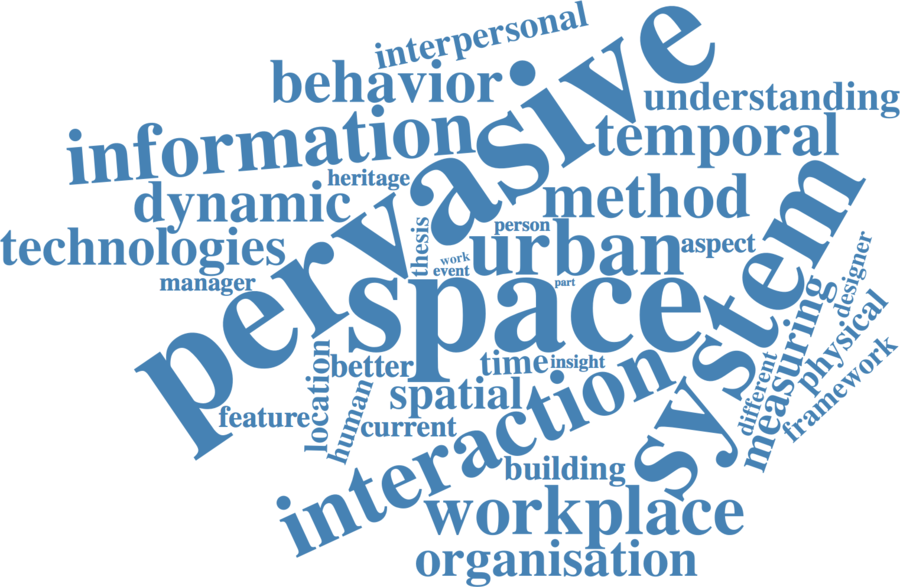 interpersonal
pervasive
behavior
understanding
information
temporal
heritage
dynamic
method
system
technologies
thesis
person
urban
aspect
work
event
manager
part
space
designer
measuring
physical
location
better
time
insight
different
framework
human
spatial
feature
current
interaction
building
workplace
organisation